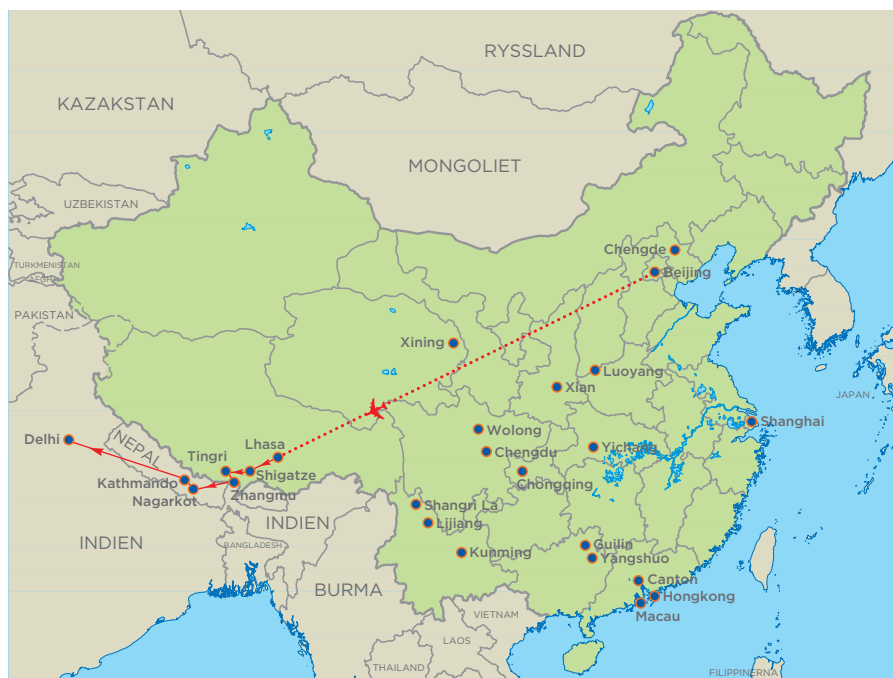 RYSSLAND
KAZAKSTAN
MONGOLIET
UZBEKISTAN
Chengde
TURKMENISTAN
Beijing
AFGH
PAKISTAN
Xining
Luoyang
Xian
JAPAN
Shanghai
Wolong
Delhi
NEPAL
Lhasa
Yichang
Chengdu
Tingri
Shigatze
Chongqing
Kathmando
Zhangmu
Nagarkot
Shangri La
INDIEN
Lijiang
INDIEN
Guilin
BANGLADESH
Kunming
Yangshuo
Canton
BURMA
Hongkong
Macau
VIETNAM
LAOS
THAILAND
FILIPPINERNA